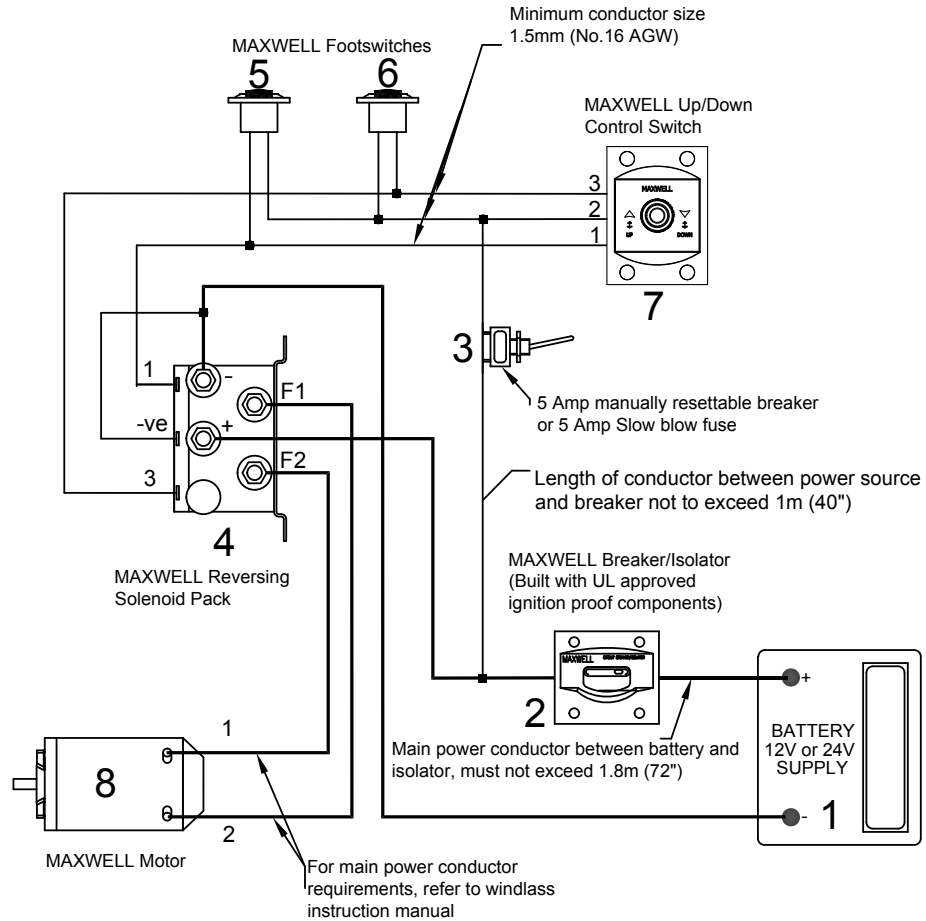 Minimum conductor size
1.5mm (No.16 AGW)
MAXWELL Footswitches
5
6
MAXWELL Up/Down
Control Switch
3
2
1
MAXWELL
UP
DOWN
7
3
5 Amp manually resettable breaker
or 5 Amp Slow blow fuse
1
-
F1
-ve
+
F2
3
4
MAXWELL Reversing
Solenoid Pack
Length of conductor between power source
and breaker not to exceed 1m (40")
MAXWELL Breaker/Isolator
(Built with UL approved
ignition proof components)
MAXWELL
2
Main power conductor between battery and
isolator, must not exceed 1.8m (72")
+
BATTERY
12V or 24V
SUPPLY
- 1
1
8
2
MAXWELL Motor
For main power conductor
requirements, refer to windlass
instruction manual